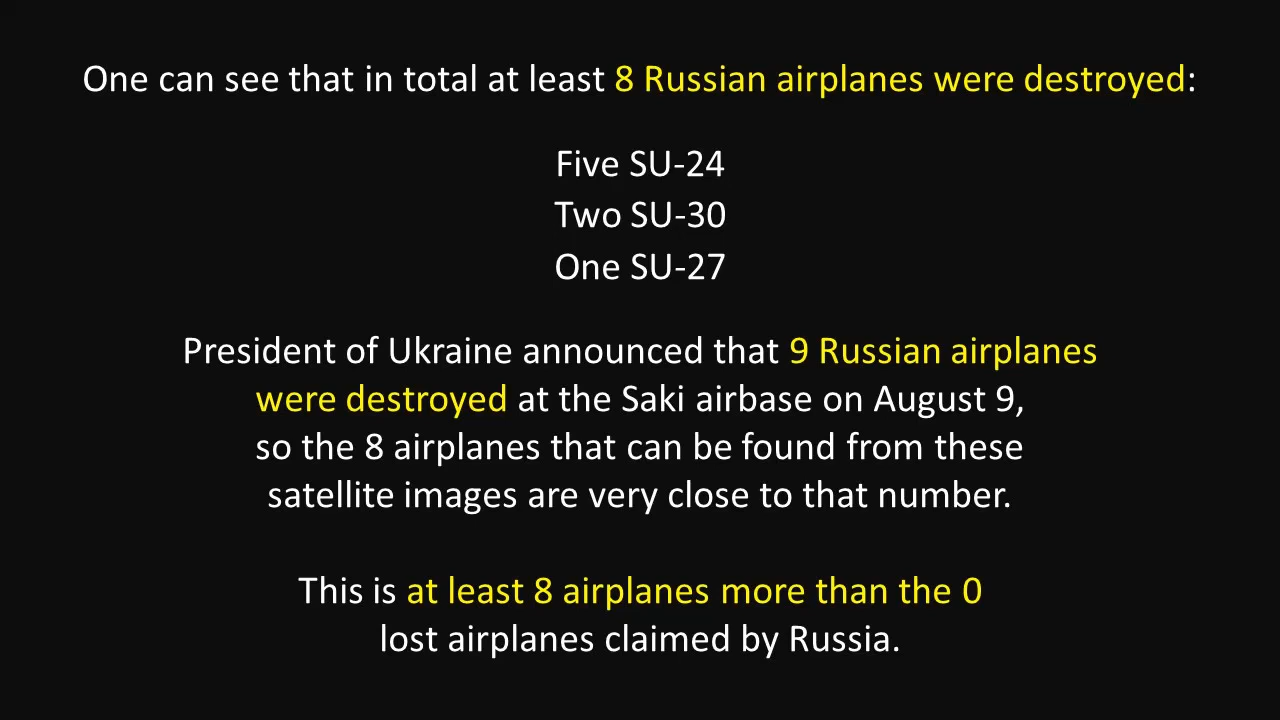 One can see that in total at least 8 Russian airplanes were destroyed:
Five SU-24
Two SU-30
One SU-27
President of Ukraine announced that 9 Russian airplanes
were destroyed at the Saki airbase on August 9,
so the 8 airplanes that can be found from these
satellite images are very close to that number.
This is at least 8 airplanes more than the 0
lost airplanes claimed by Russia.